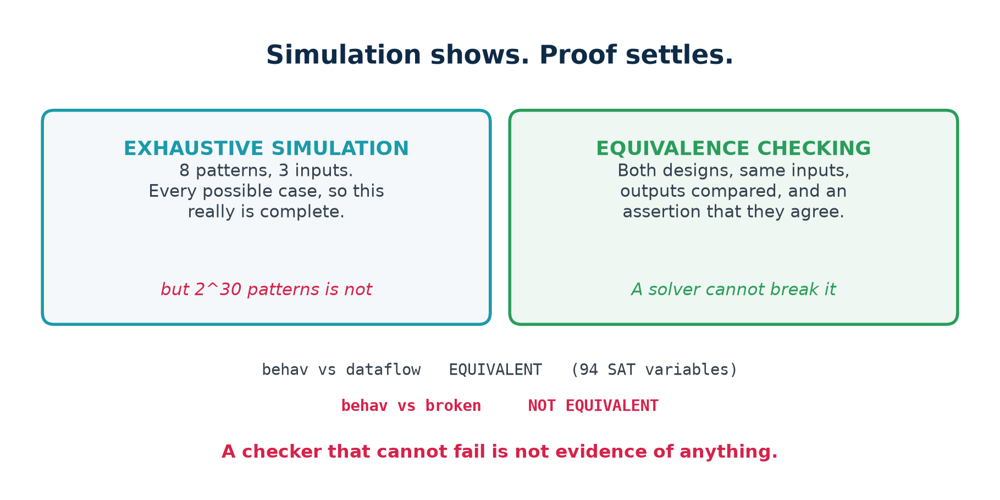 Simulation shows. Proof settles.
EXHAUSTIVE SIMULATION
8 patterns, 3 inputs.
Every possible case, so this
really is complete.
but 2^30 patterns is not
EQUIVALENCE CHECKING
Both designs, same inputs,
outputs compared, and an
assertion that they agree.
A solver cannot break it
behav vs dataflow   EQUIVALENT   (94 SAT variables)
behav vs broken     NOT EQUIVALENT
A checker that cannot fail is not evidence of anything.